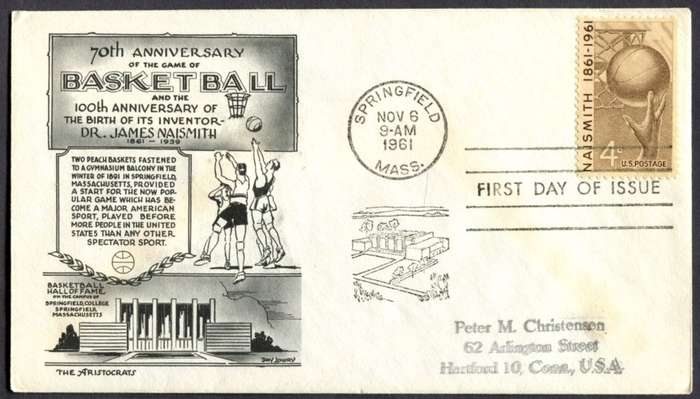 70th ANNIVERSARY
OF THE GAME OF
BASKETBALL
AND THE
100th ANNIVERSARY OF
THE BIRTH OF ITS INVENTOR-
DR. JAMES NAISMITH
1861 - 1939
TWO PEACH BASKETS FASTENED
TO A GYMNASIUM BALCONY IN THE
WINTER OF 1891 IN SPRINGFIELD,
MASSACHUSETTS, PROVIDED
A START FOR THE NOW POP-
ULAR GAME WHICH HAS BE-
COME A MAJOR AMERICAN
SPORT, PLAYED BEFORE
MORE PEOPLE IN THE UNITED
STATES THAN ANY OTHER
SPECTATOR SPORT.
BASKETBALL
HALL OF FAME
ON THE CAMPUS OF
SPRINGFIELD COLLEGE
SPRINGFIELD,
MASSACHUSETTS
DAY LOWRY
THE ARISTOCRATS
SPRINGFIELD
NOV 6
9-AM
1961
MASS.
NAISMITH 1861-1961
4c
U.S. POSTAGE
FIRST DAY OF ISSUE
Peter M. Christensen
62 Arlington Street
Hartford 10, Conn., U.S.A.